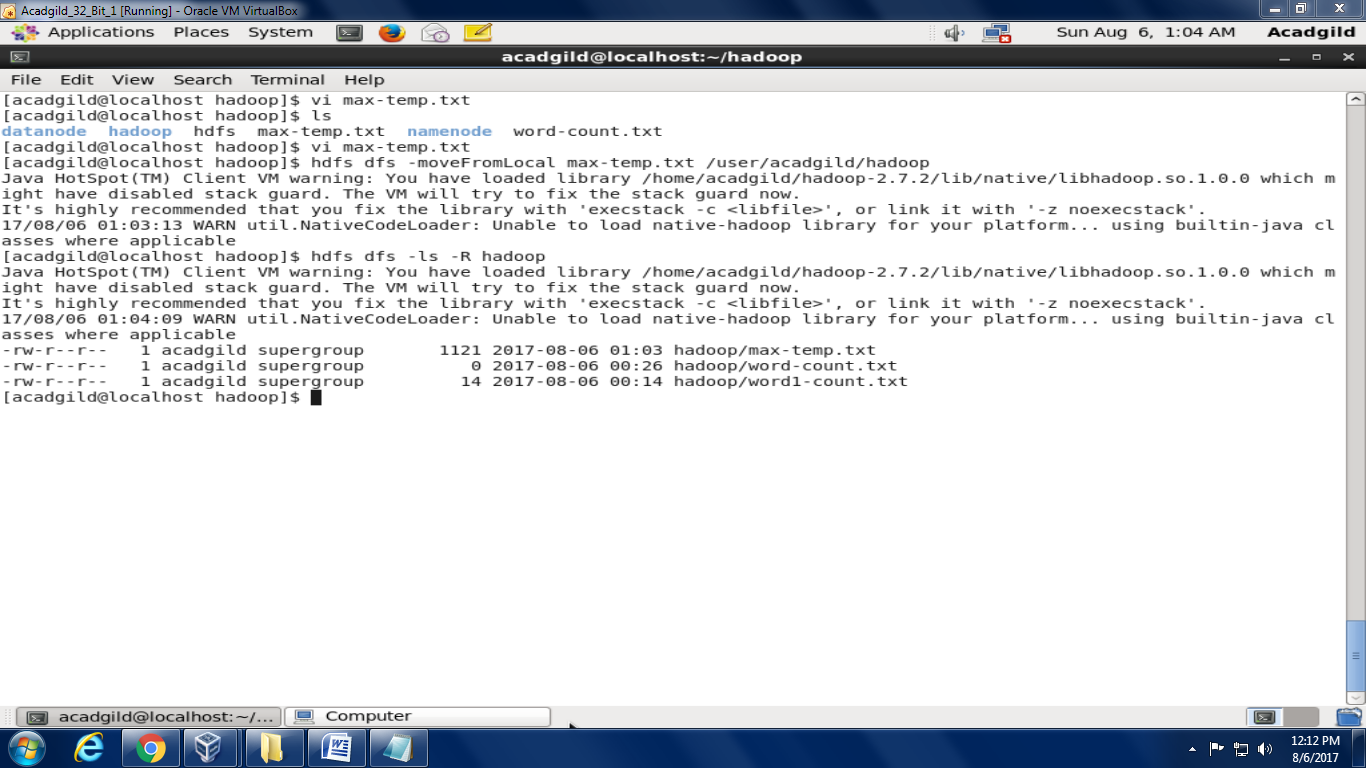 Acadgild_32_Bit_1 [Running] - Oracle VM VirtualBox
Applications Places System Sun Aug 6, 1:04 AM Acadgild
acadgild@localhost:~/hadoop
File Edit View Search Terminal Help
[acadgild@localhost hadoop]$ vi max-temp.txt
[acadgild@localhost hadoop]$ ls
datanode hadoop hdfs max-temp.txt namenode word-count.txt
[acadgild@localhost hadoop]$ vi max-temp.txt
[acadgild@localhost hadoop]$ hdfs dfs -moveFromLocal max-temp.txt /user/acadgild/hadoop
Java HotSpot(TM) Client VM warning: You have loaded library /home/acadgild/hadoop-2.7.2/lib/native/libhadoop.so.1.0.0 which m
ight have disabled stack guard. The VM will try to fix the stack guard now.
It's highly recommended that you fix the library with 'execstack -c <libfile>', or link it with '-z noexecstack'.
17/08/06 01:03:13 WARN util.NativeCodeLoader: Unable to load native-hadoop library for your platform... using builtin-java cl
asses where applicable
[acadgild@localhost hadoop]$ hdfs dfs -ls -R hadoop
Java HotSpot(TM) Client VM warning: You have loaded library /home/acadgild/hadoop-2.7.2/lib/native/libhadoop.so.1.0.0 which m
ight have disabled stack guard. The VM will try to fix the stack guard now.
It's highly recommended that you fix the library with 'execstack -c <libfile>', or link it with '-z noexecstack'.
17/08/06 01:04:09 WARN util.NativeCodeLoader: Unable to load native-hadoop library for your platform... using builtin-java cl
asses where applicable
-rw-r--r-- 1 acadgild supergroup 1121 2017-08-06 01:03 hadoop/max-temp.txt
-rw-r--r-- 1 acadgild supergroup 0 2017-08-06 00:26 hadoop/word-count.txt
-rw-r--r-- 1 acadgild supergroup 14 2017-08-06 00:14 hadoop/word1-count.txt
[acadgild@localhost hadoop]$
acadgild@localhost:~/... Computer
12:12 PM
8/6/2017